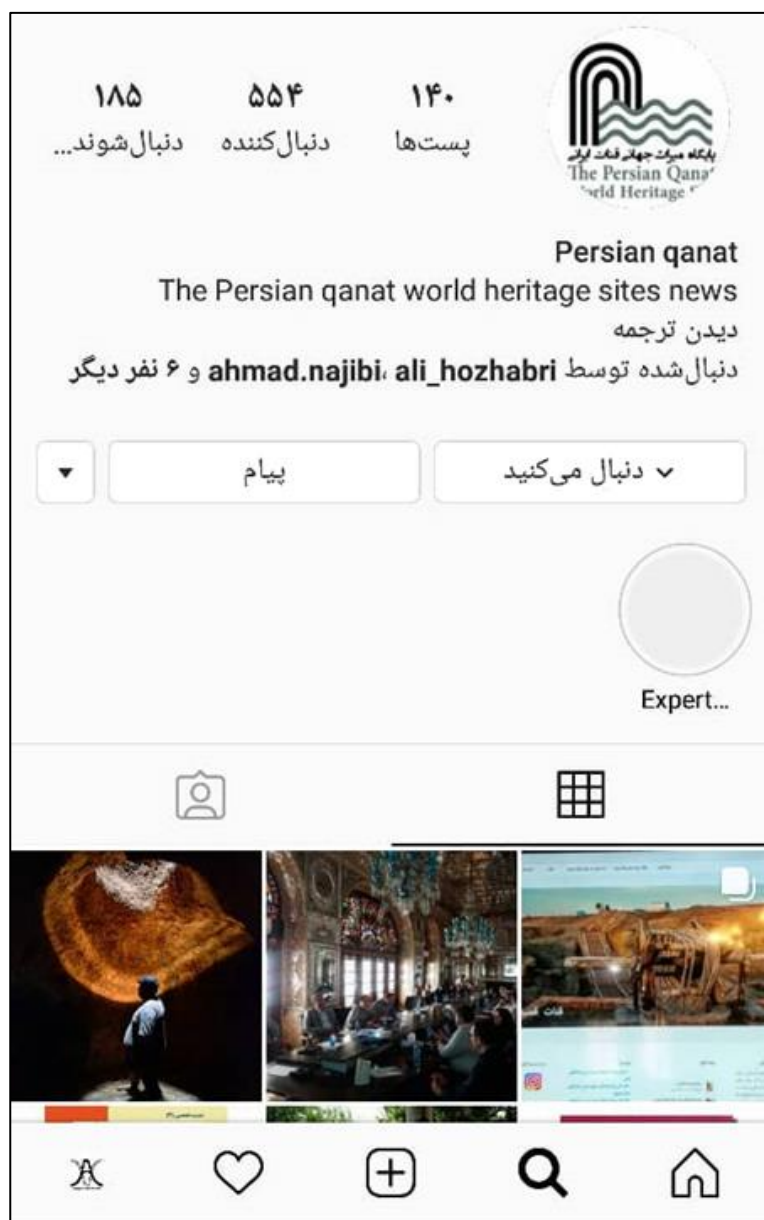 ۱۴۰ ۵۵۴ ۱۸۵
پست‌ها دنبال‌کننده دنبال‌شوند...
پایگاه میراث جهانی قنات ایرانی
The Persian Qanat
World Heritage
Persian qanat
The Persian qanat world heritage sites news
دیدن ترجمه
دنبال‌شده توسط ahmad.najibi، ali_hozhabri و ۶ نفر دیگر
دنبال می‌کنید
پیام
Expert...